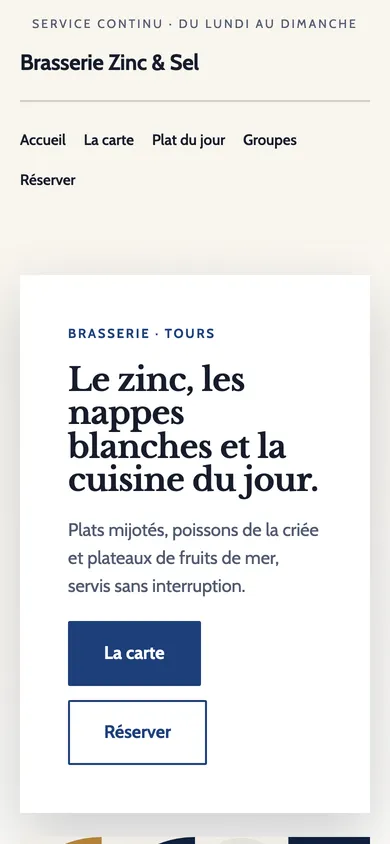 SERVICE CONTINU · DU LUNDI AU DIMANCHE
Brasserie Zinc & Sel
Accueil La carte Plat du jour Groupes
Réserver
BRASSERIE · TOURS
Le zinc, les
nappes
blanches et la
cuisine du jour.
Plats mijotés, poissons de la criée
et plateaux de fruits de mer,
servis sans interruption.
La carte
Réserver